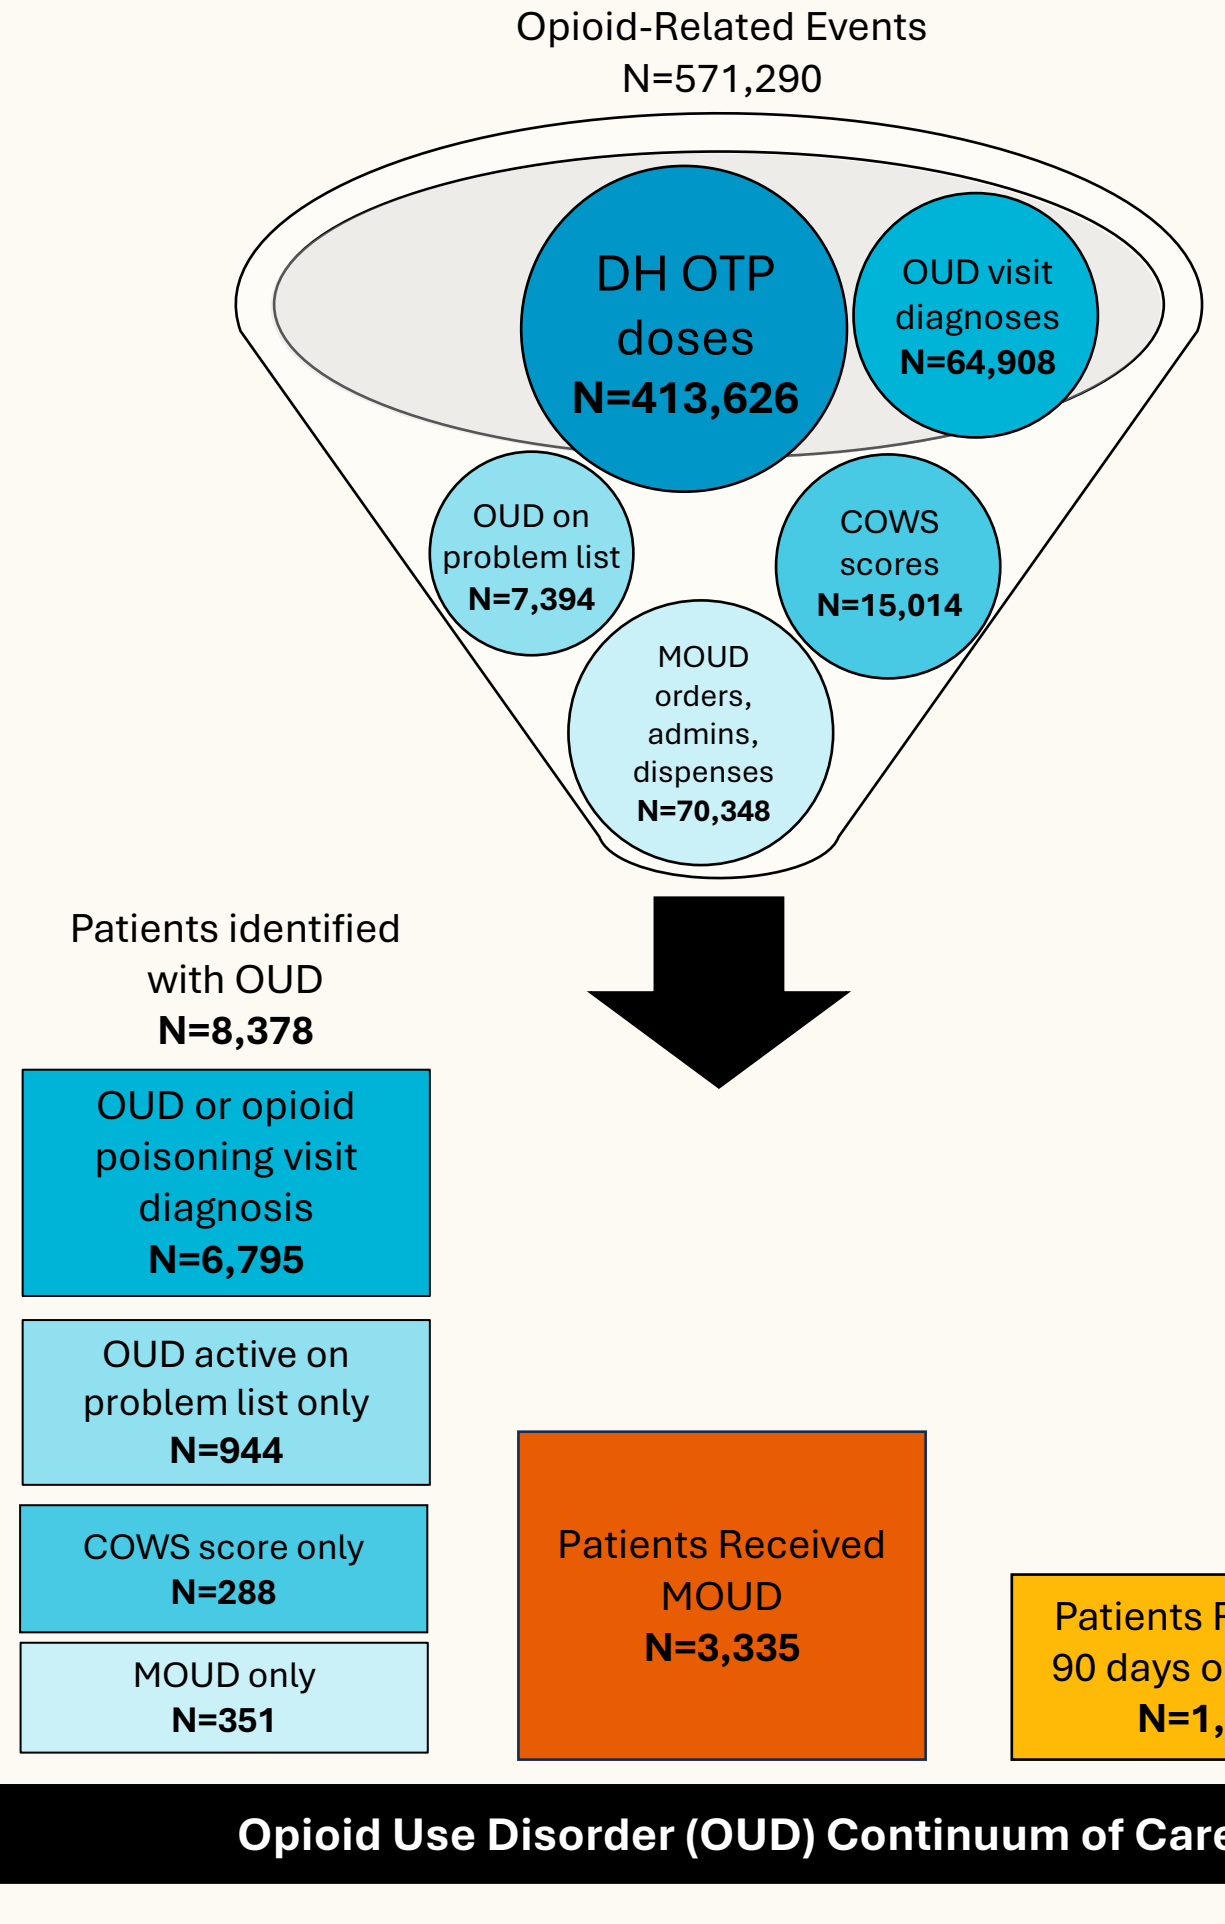 Opioid-Related Events
N=571,290
DH OTP
doses
N=413,626
OUD visit
diagnoses
N=64,908
OUD on
problem list
N=7,394
COWS
scores
N=15,014
MOUD
orders,
admins,
dispenses
N=70,348
Patients identified
with OUD
N=8,378
OUD or opioid
poisoning visit
diagnosis
N=6,795
OUD active on
problem list only
N=944
COWS score only
N=288
MOUD only
N=351
Patients Received
MOUD
N=3,335
Patients
90 days
N=1,
Opioid Use Disorder (OUD) Continuum of Care